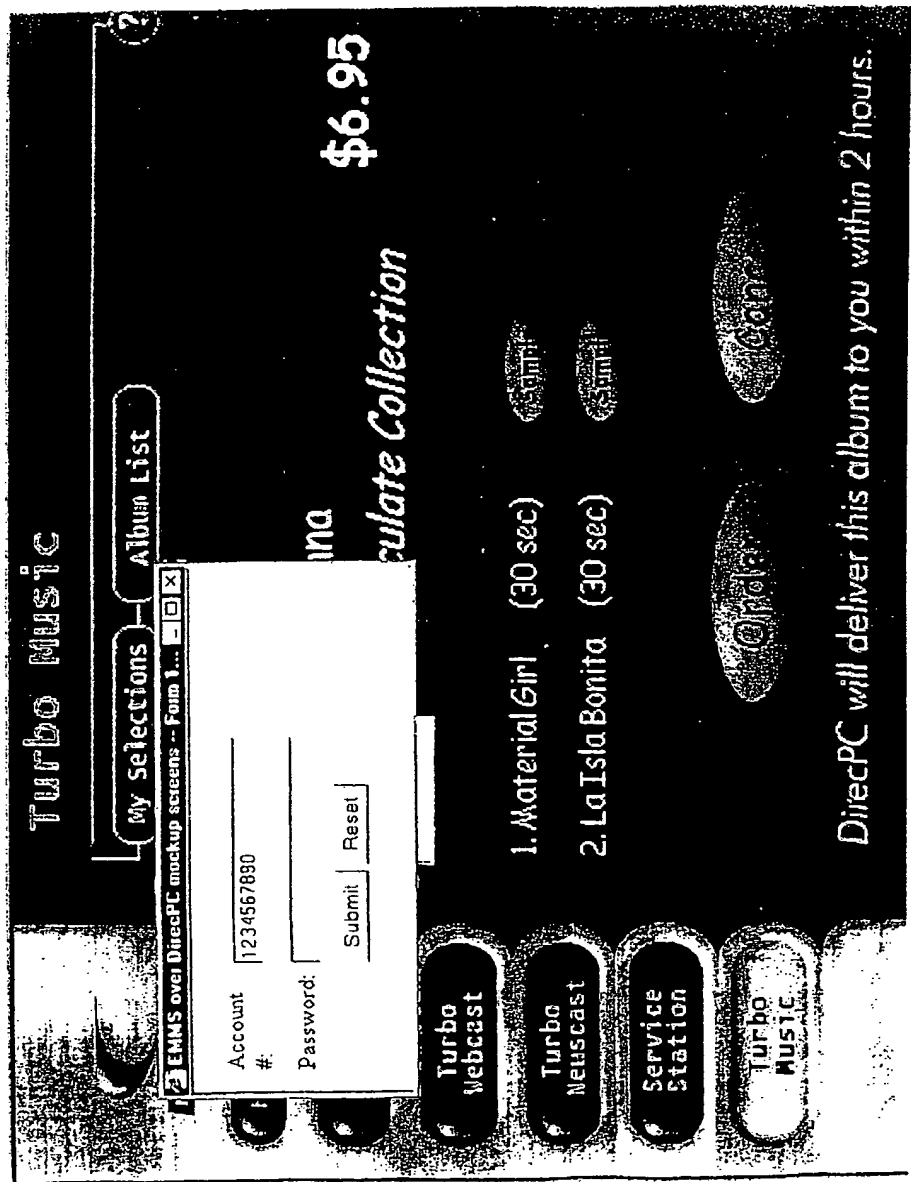 Turbo Music
?
My Selections
Album List
EMMS over DirecPC mockup screens -- Form 1...
Account
#:
1234567890
Password:
Submit
Reset
nna
culate Collection
$6.95
1. Material Girl (30 sec)
2. La Isla Bonita (30 sec)
DirecPC will deliver this album to you within 2 hours.
Turbo
Webcast
Turbo
Newscast
Service
Station
Turbo
Music